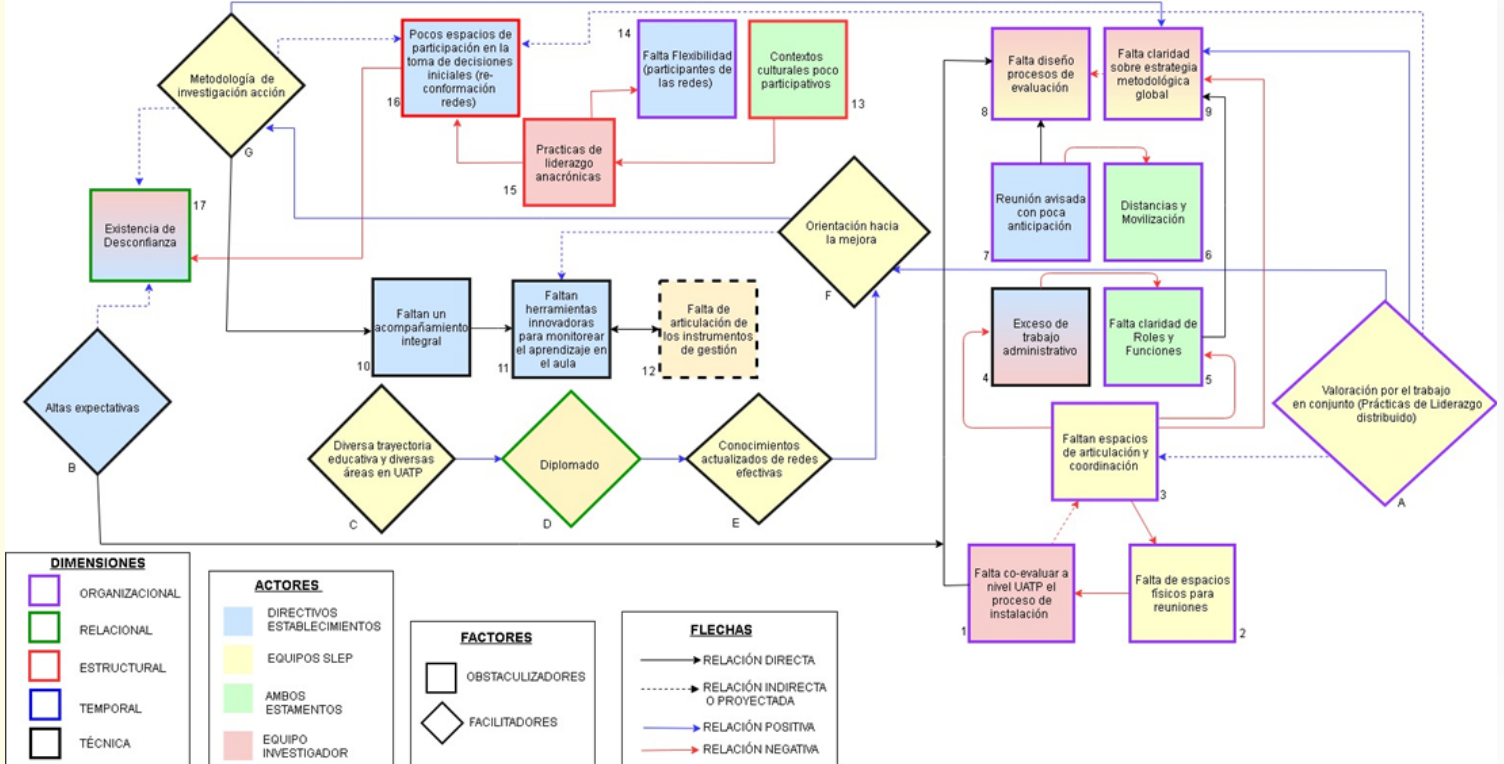 Metodología de
investigación acción
G
Pocos espacios de
participación en la
toma de decisiones
iniciales (re-
conformación
redes)
16
14
Falta Flexibilidad
(participantes de
las redes)
Contextos
culturales poco
participativos
13
Practicas de
liderazgo
anacrónicas
15
Falta diseño
procesos de
evaluación
8
Falta claridad
sobre estrategia
metodológica
global
9
Reunión avisada
con poca
anticipación
7
Distancias y
Movilización
6
17
Existencia de
Desconfianza
Orientación hacia
la mejora
F
Faltan un
acompañamiento
integral
10
Faltan
herramientas
innovadoras
para monitorear
el aprendizaje en
el aula
11
Falta de
articulación de
los instrumentos
de gestión
12
Exceso de
trabajo
administrativo
4
Falta claridad de
Roles y
Funciones
5
Valoración por el trabajo
en conjunto (Prácticas de Liderazgo
distribuido)
A
Altas expectativas
B
Diversa trayectoria
educativa y diversas
áreas en UATP
C
Diplomado
D
Conocimientos
actualizados de redes
efectivas
E
Faltan espacios
de articulación y
coordinación
3
Falta co-evaluar a
nivel UATP el
proceso de
instalación
1
Falta de espacios
físicos para
reuniones
2
DIMENSIONES
ORGANIZACIONAL
RELACIONAL
ESTRUCTURAL
TEMPORAL
TÉCNICA
ACTORES
DIRECTIVOS
ESTABLECIMIENTOS
EQUIPOS SLEP
AMBOS
ESTAMENTOS
EQUIPO
INVESTIGADOR
FACTORES
OBSTACULIZADORES
FACILITADORES
FLECHAS
RELACIÓN DIRECTA
RELACIÓN INDIRECTA
O PROYECTADA
RELACIÓN POSITIVA
RELACIÓN NEGATIVA